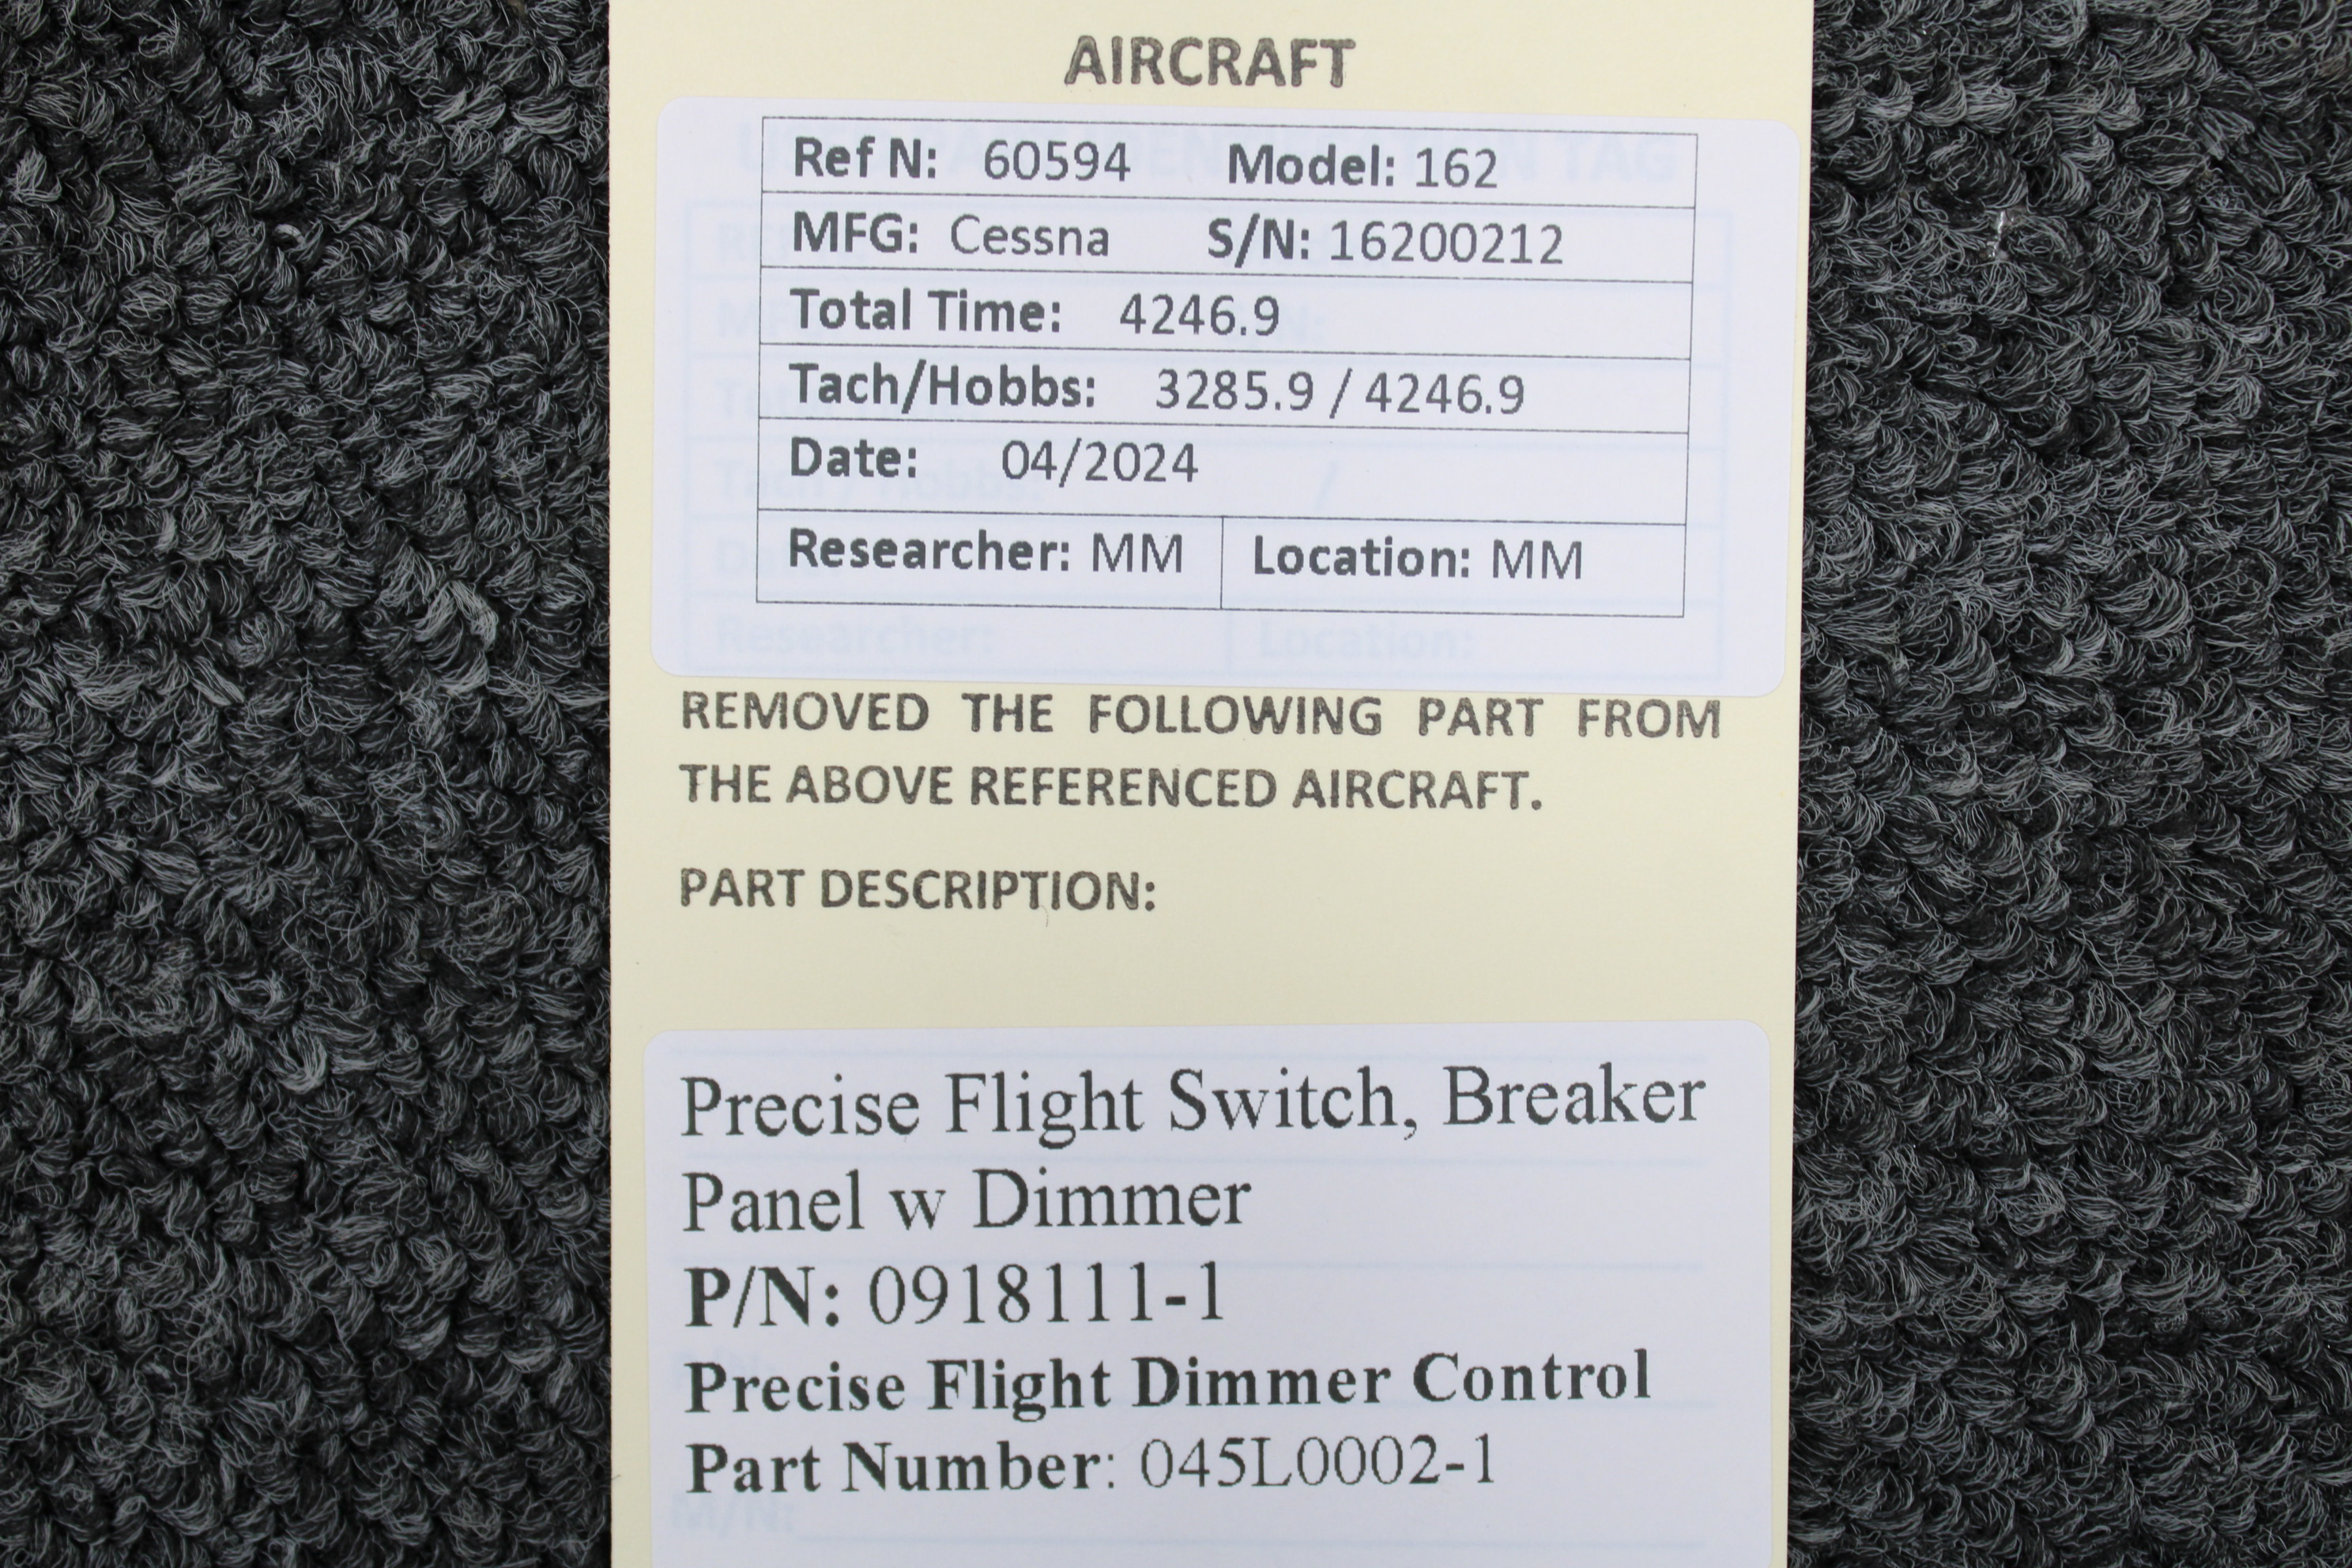 AIRCRAFT
Ref N: 60594 Model: 162
MFG: Cessna S/N: 16200212
Total Time: 4246.9
Tach/Hobbs: 3285.9 / 4246.9
Date: 04/2024
Researcher: MM Location: MM
REMOVED THE FOLLOWING PART FROM
THE ABOVE REFERENCED AIRCRAFT.
PART DESCRIPTION:
Precise Flight Switch, Breaker
Panel w Dimmer
P/N: 0918111-1
Precise Flight Dimmer Control
Part Number: 045L0002-1
M/N: